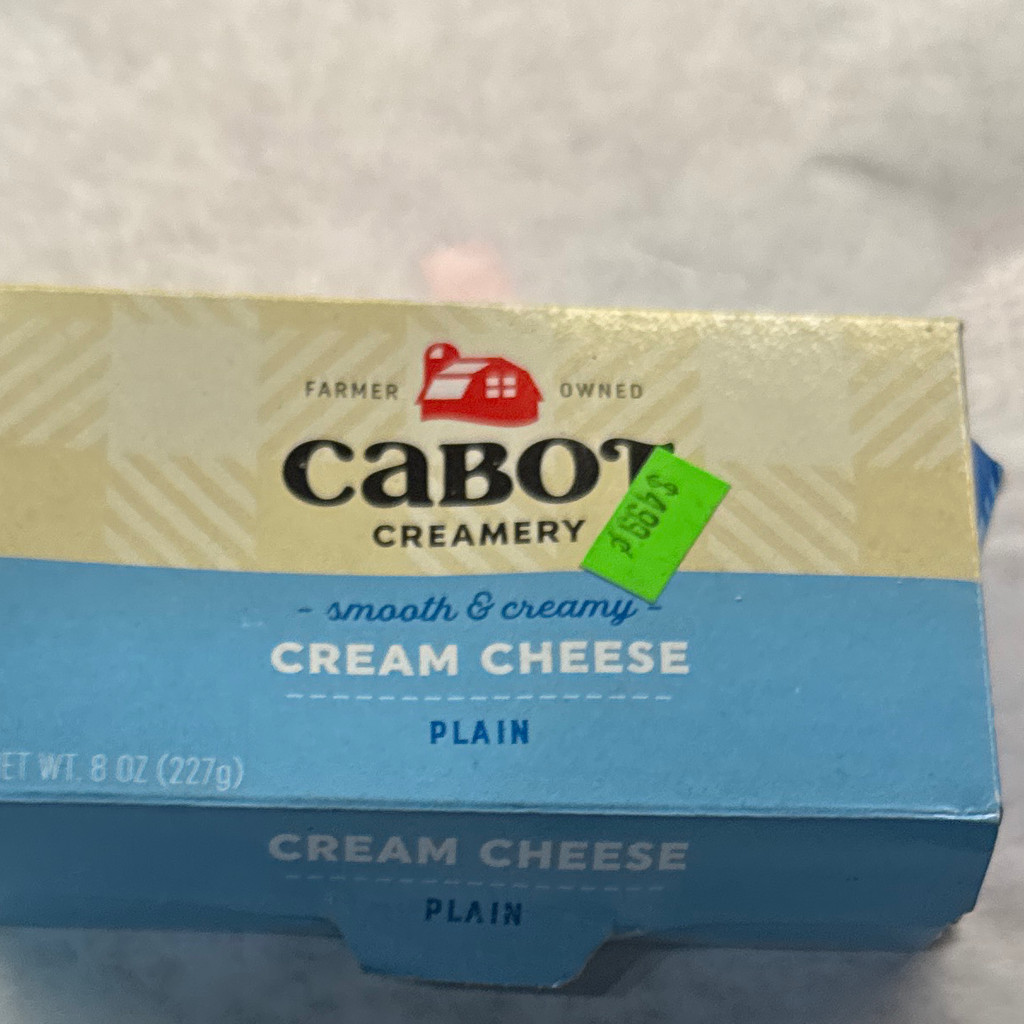 FARMER OWNED
CABOT
CREAMERY
$4.99
- smooth & creamy -
CREAM CHEESE
PLAIN
ET WT. 8 OZ (227g)
CREAM CHEESE
PLAIN